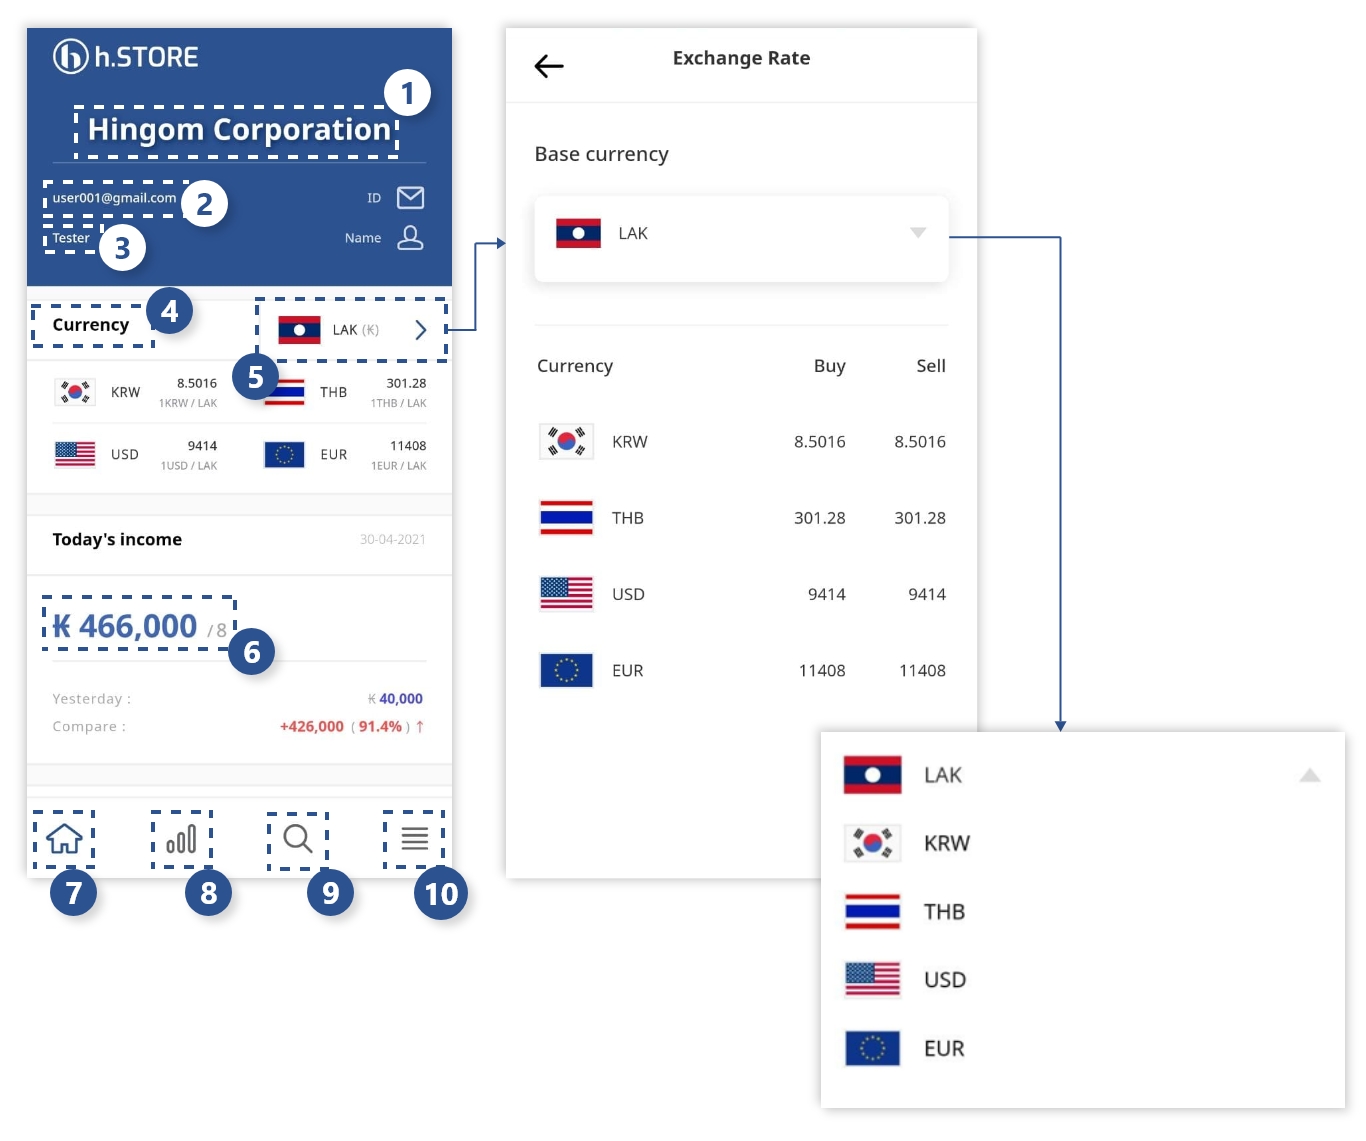 h.STORE
1
Hingom Corporation
user001@gmail.com
2
ID
Tester
3
Name
Currency
4
LAK (₭)
5
KRW
8.5016
1KRW / LAK
THB
301.28
1THB / LAK
USD
9414
1USD / LAK
EUR
11408
1EUR / LAK
Today's income
30-04-2021
₭ 466,000 / 8
6
Yesterday :
₭ 40,000
Compare :
+426,000 ( 91.4% ) ↑
7
8
9
10
Exchange Rate
Base currency
LAK
Currency Buy Sell
KRW 8.5016 8.5016
THB 301.28 301.28
USD 9414 9414
EUR 11408 11408
LAK
KRW
THB
USD
EUR